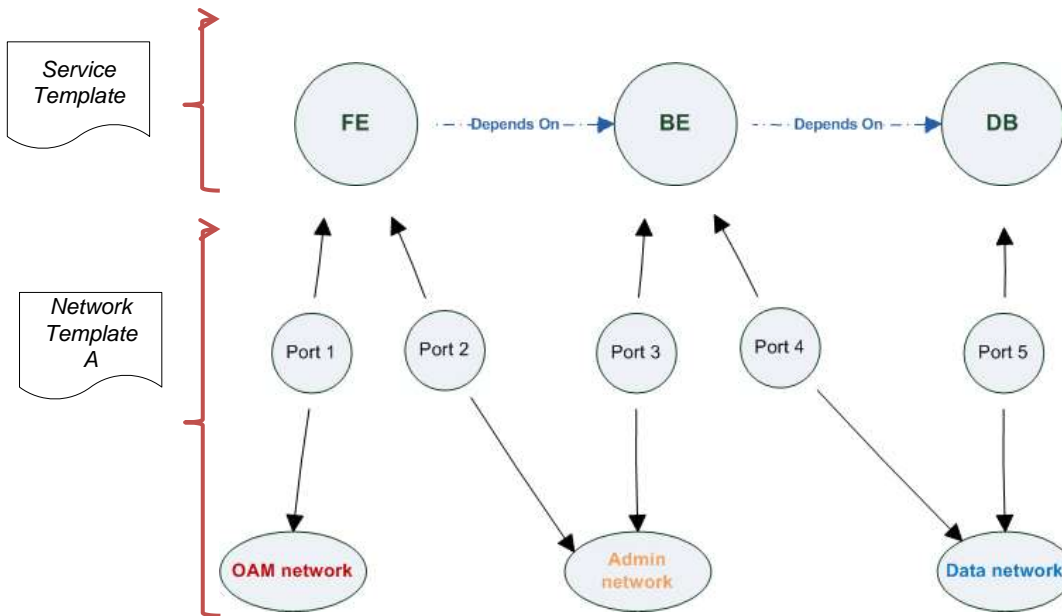 Service
Template
FE
Depends On
BE
Depends On
DB
Network
Template
A
Port 1
Port 2
Port 3
Port 4
Port 5
OAM network
Admin
network
Data network